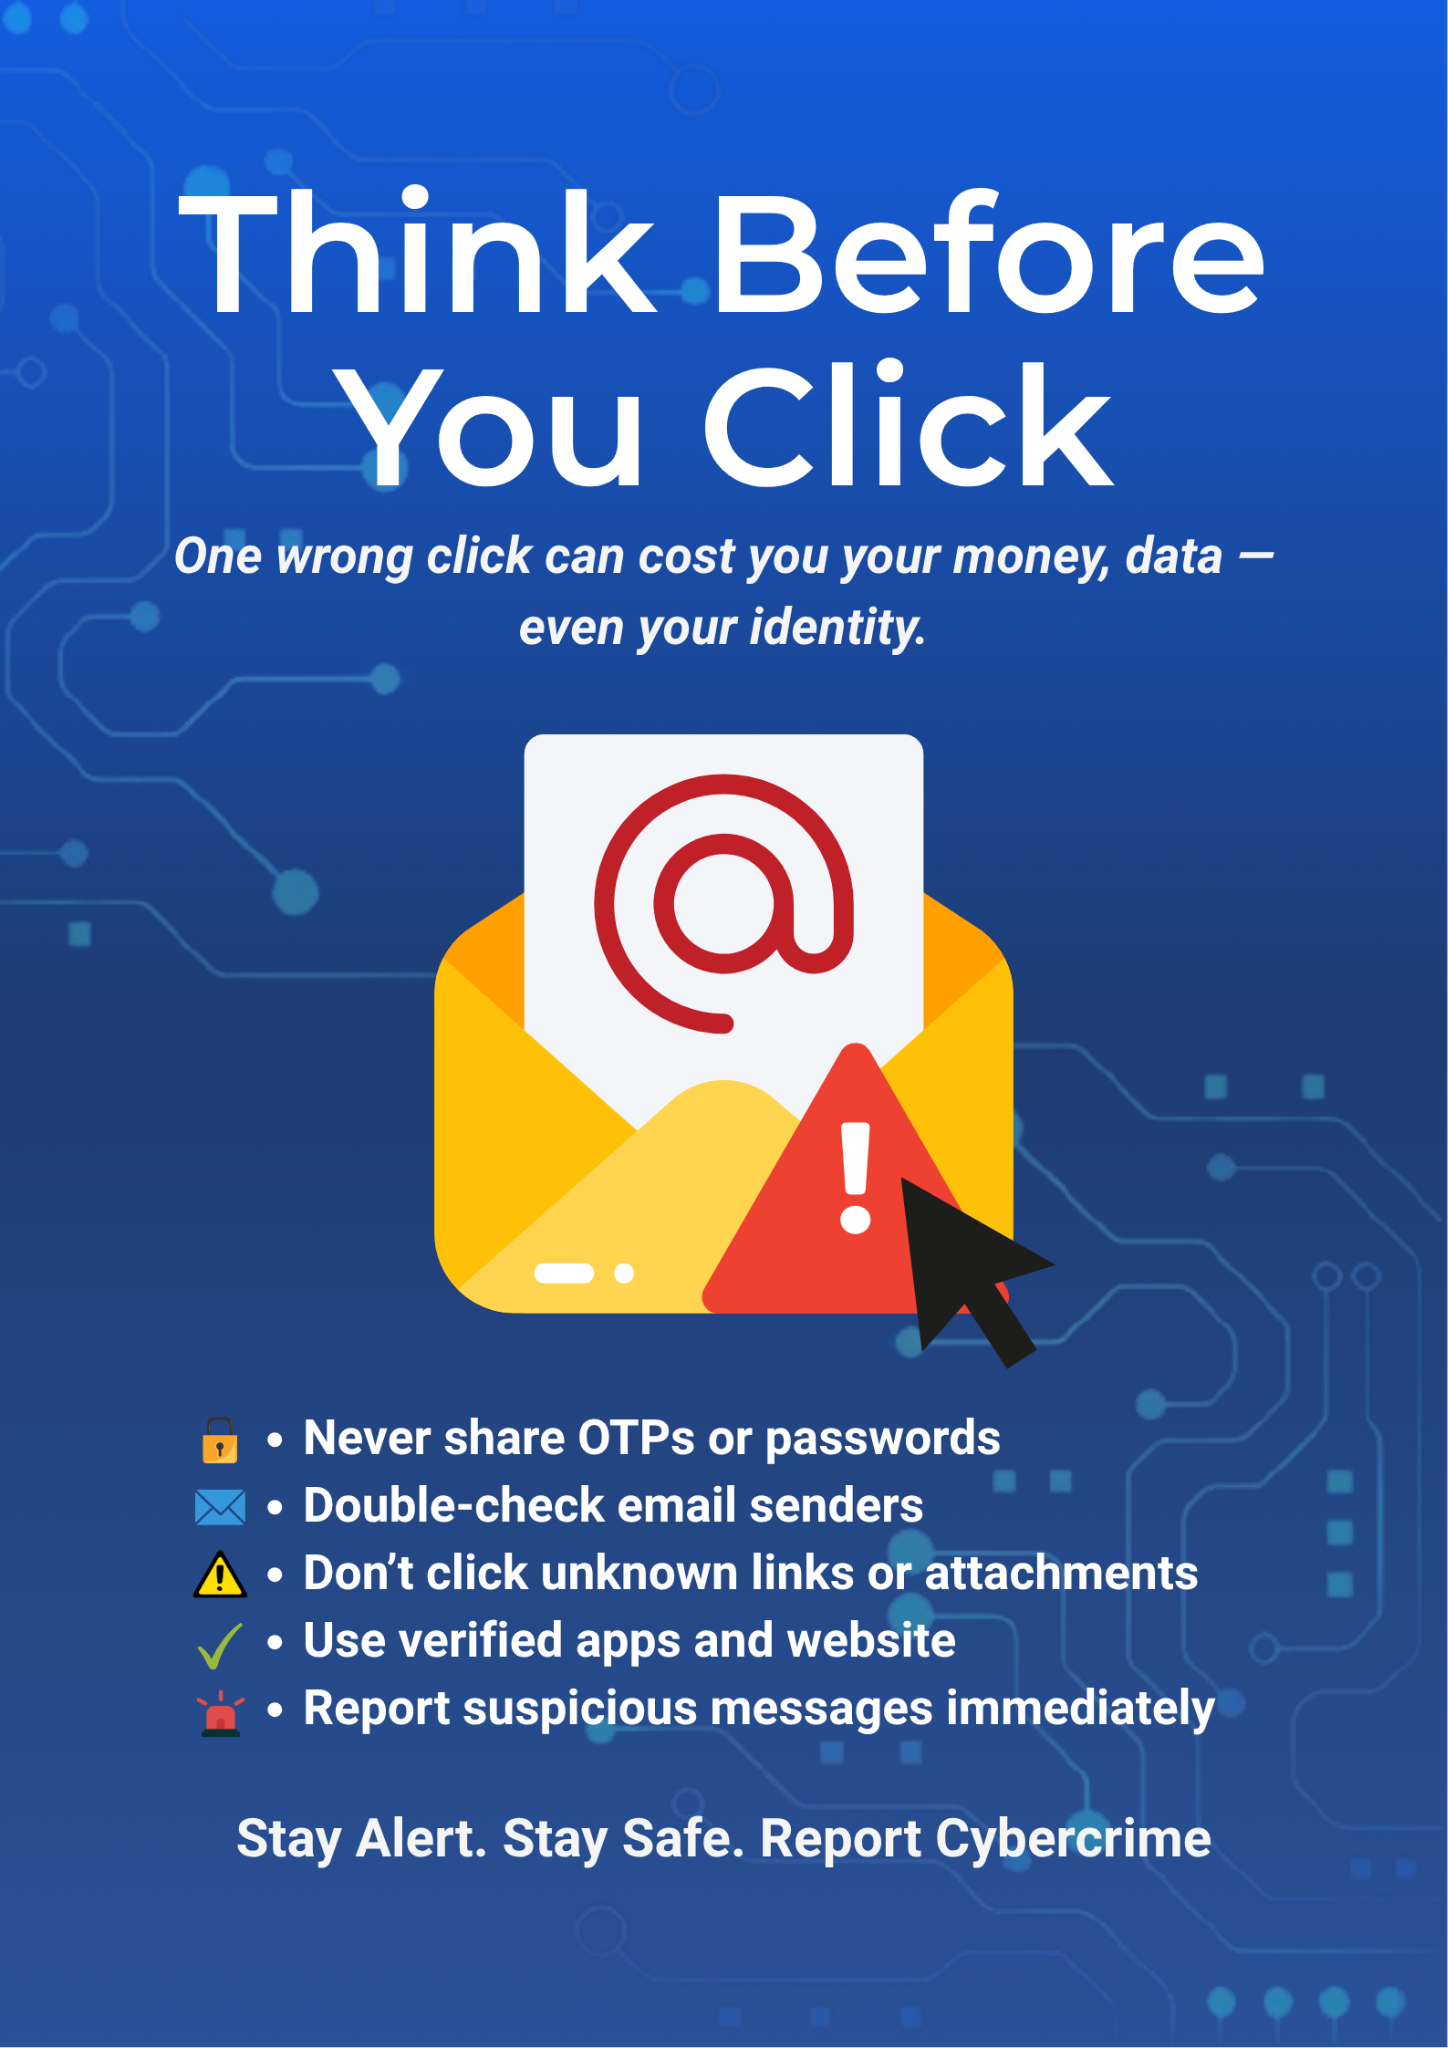 Think Before
You Click
One wrong click can cost you your money, data —
even your identity.
• Never share OTPs or passwords
• Double-check email senders
• Don’t click unknown links or attachments
• Use verified apps and website
• Report suspicious messages immediately
Stay Alert. Stay Safe. Report Cybercrime